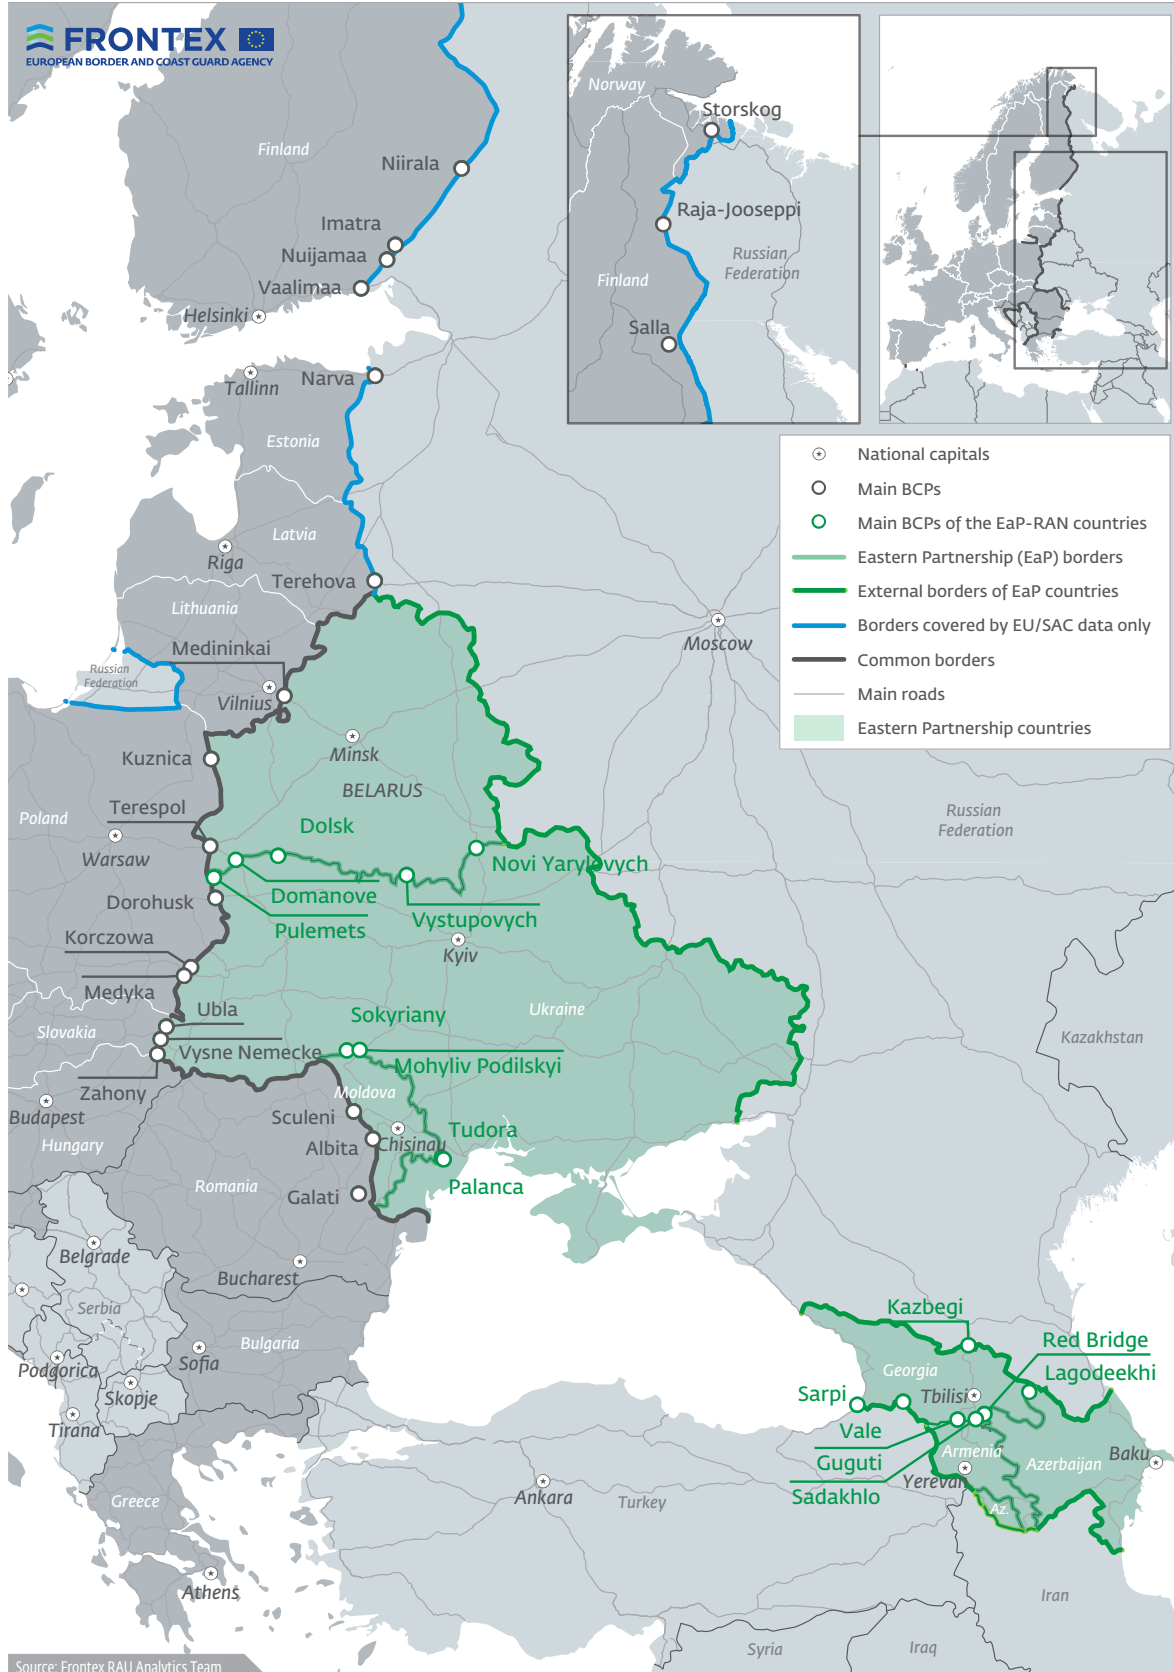 FRONTEX
EUROPEAN BORDER AND COAST GUARD AGENCY
Finland
Niirala
Imatra
Nuijamaa
Vaalimaa
Helsinki
Norway
Storskog
Raja-Jooseppi
Russian
Federation
Finland
Salla
Tallinn
Narva
Estonia
Latvia
Riga
Terehova
Lithuania
Medininkai
Russian
Federation
Vilnius
Moscow
National capitals
Main BCPs
Main BCPs of the EaP-RAN countries
Eastern Partnership (EaP) borders
External borders of EaP countries
Borders covered by EU/SAC data only
Common borders
Main roads
Eastern Partnership countries
Kuznica
Minsk
BELARUS
Terespol
Poland
Warsaw
Dolsk
Novi Yarylovych
Domanove
Dorohusk
Pulemets
Vystupovych
Korczowa
Kyiv
Medyka
Russian
Federation
Ubla
Sokyriany
Ukraine
Slovakia
Vysne Nemecke
Mohyliv Podilskyi
Kazakhstan
Zahony
Moldova
Budapest
Sculeni
Hungary
Albita
Chisinau
Tudora
Romania
Galati
Palanca
Belgrade
Bucharest
Serbia
Bulgaria
Sofia
Podgorica
Skopje
Tirana
Greece
Athens
Kazbegi
Red Bridge
Georgia
Lagodeekhi
Sarpi
Tbilisi
Vale
Guguti
Armenia
Azerbaijan
Baku
Sadakhlo
Yerevan
Az.
Ankara
Turkey
Iran
Syria
Iraq
Source: Frontex RAU Analytics Team